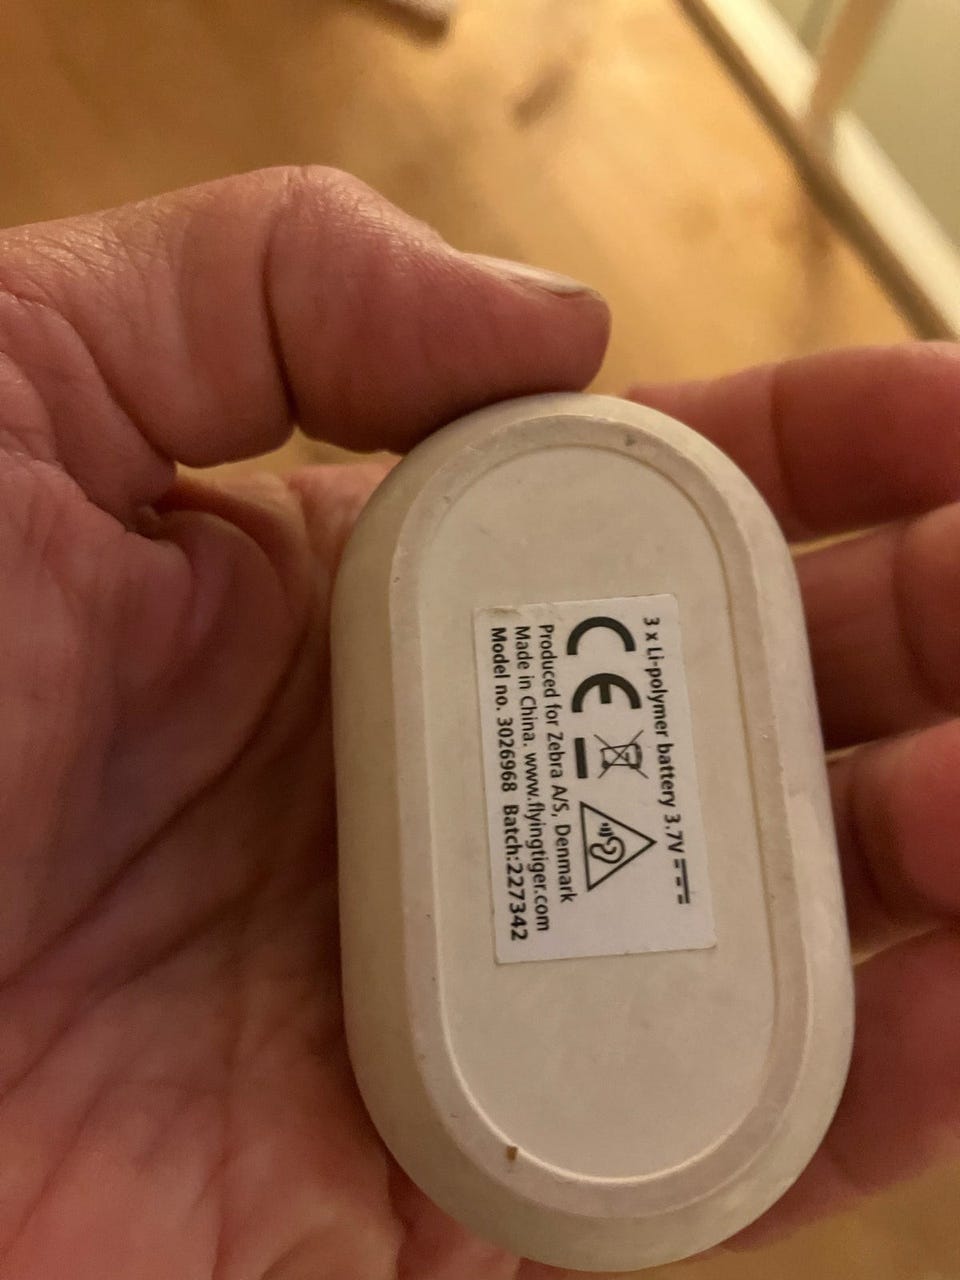 3 x Li-polymer battery 3.7V
CE
Produced for Zebra A/S, Denmark
Made in China. www.flyingtiger.com
Model no. 3026968 Batch:227342